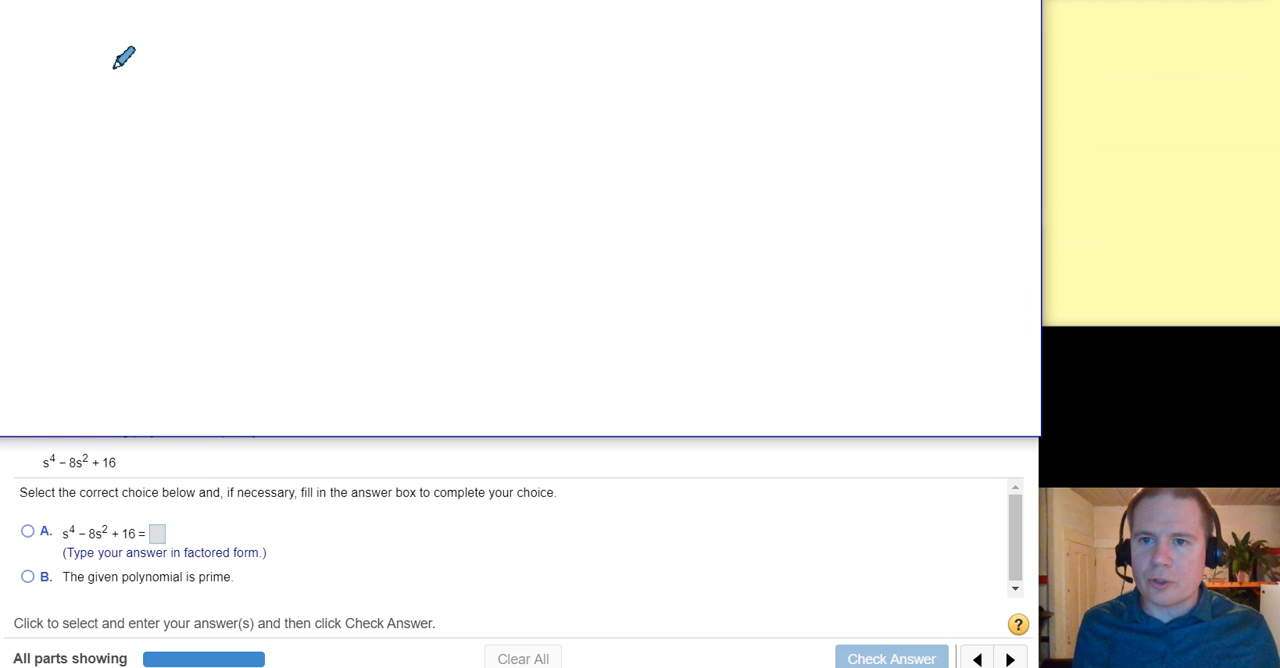 s⁴ − 8s² + 16
Select the correct choice below and, if necessary, fill in the answer box to complete your choice.
A. s⁴ − 8s² + 16 =
(Type your answer in factored form.)
B. The given polynomial is prime.
Click to select and enter your answer(s) and then click Check Answer.
?
All parts showing
Clear All
Check Answer